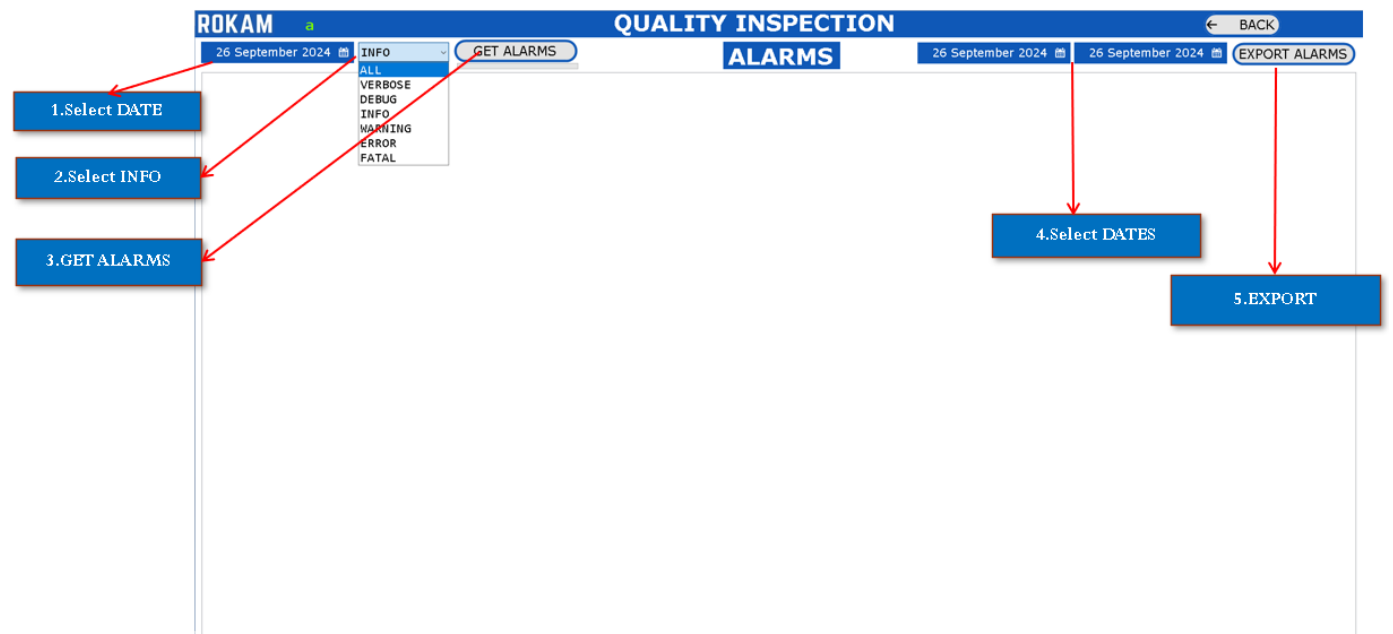 ROKAM a QUALITY INSPECTION ← BACK
26 September 2024 INFO GET ALARMS ALARMS 26 September 2024 26 September 2024 EXPORT ALARMS
ALL
VERBOSE
DEBUG
INFO
WARNING
ERROR
FATAL
1.Select DATE
2.Select INFO
3.GET ALARMS
4.Select DATES
5.EXPORT